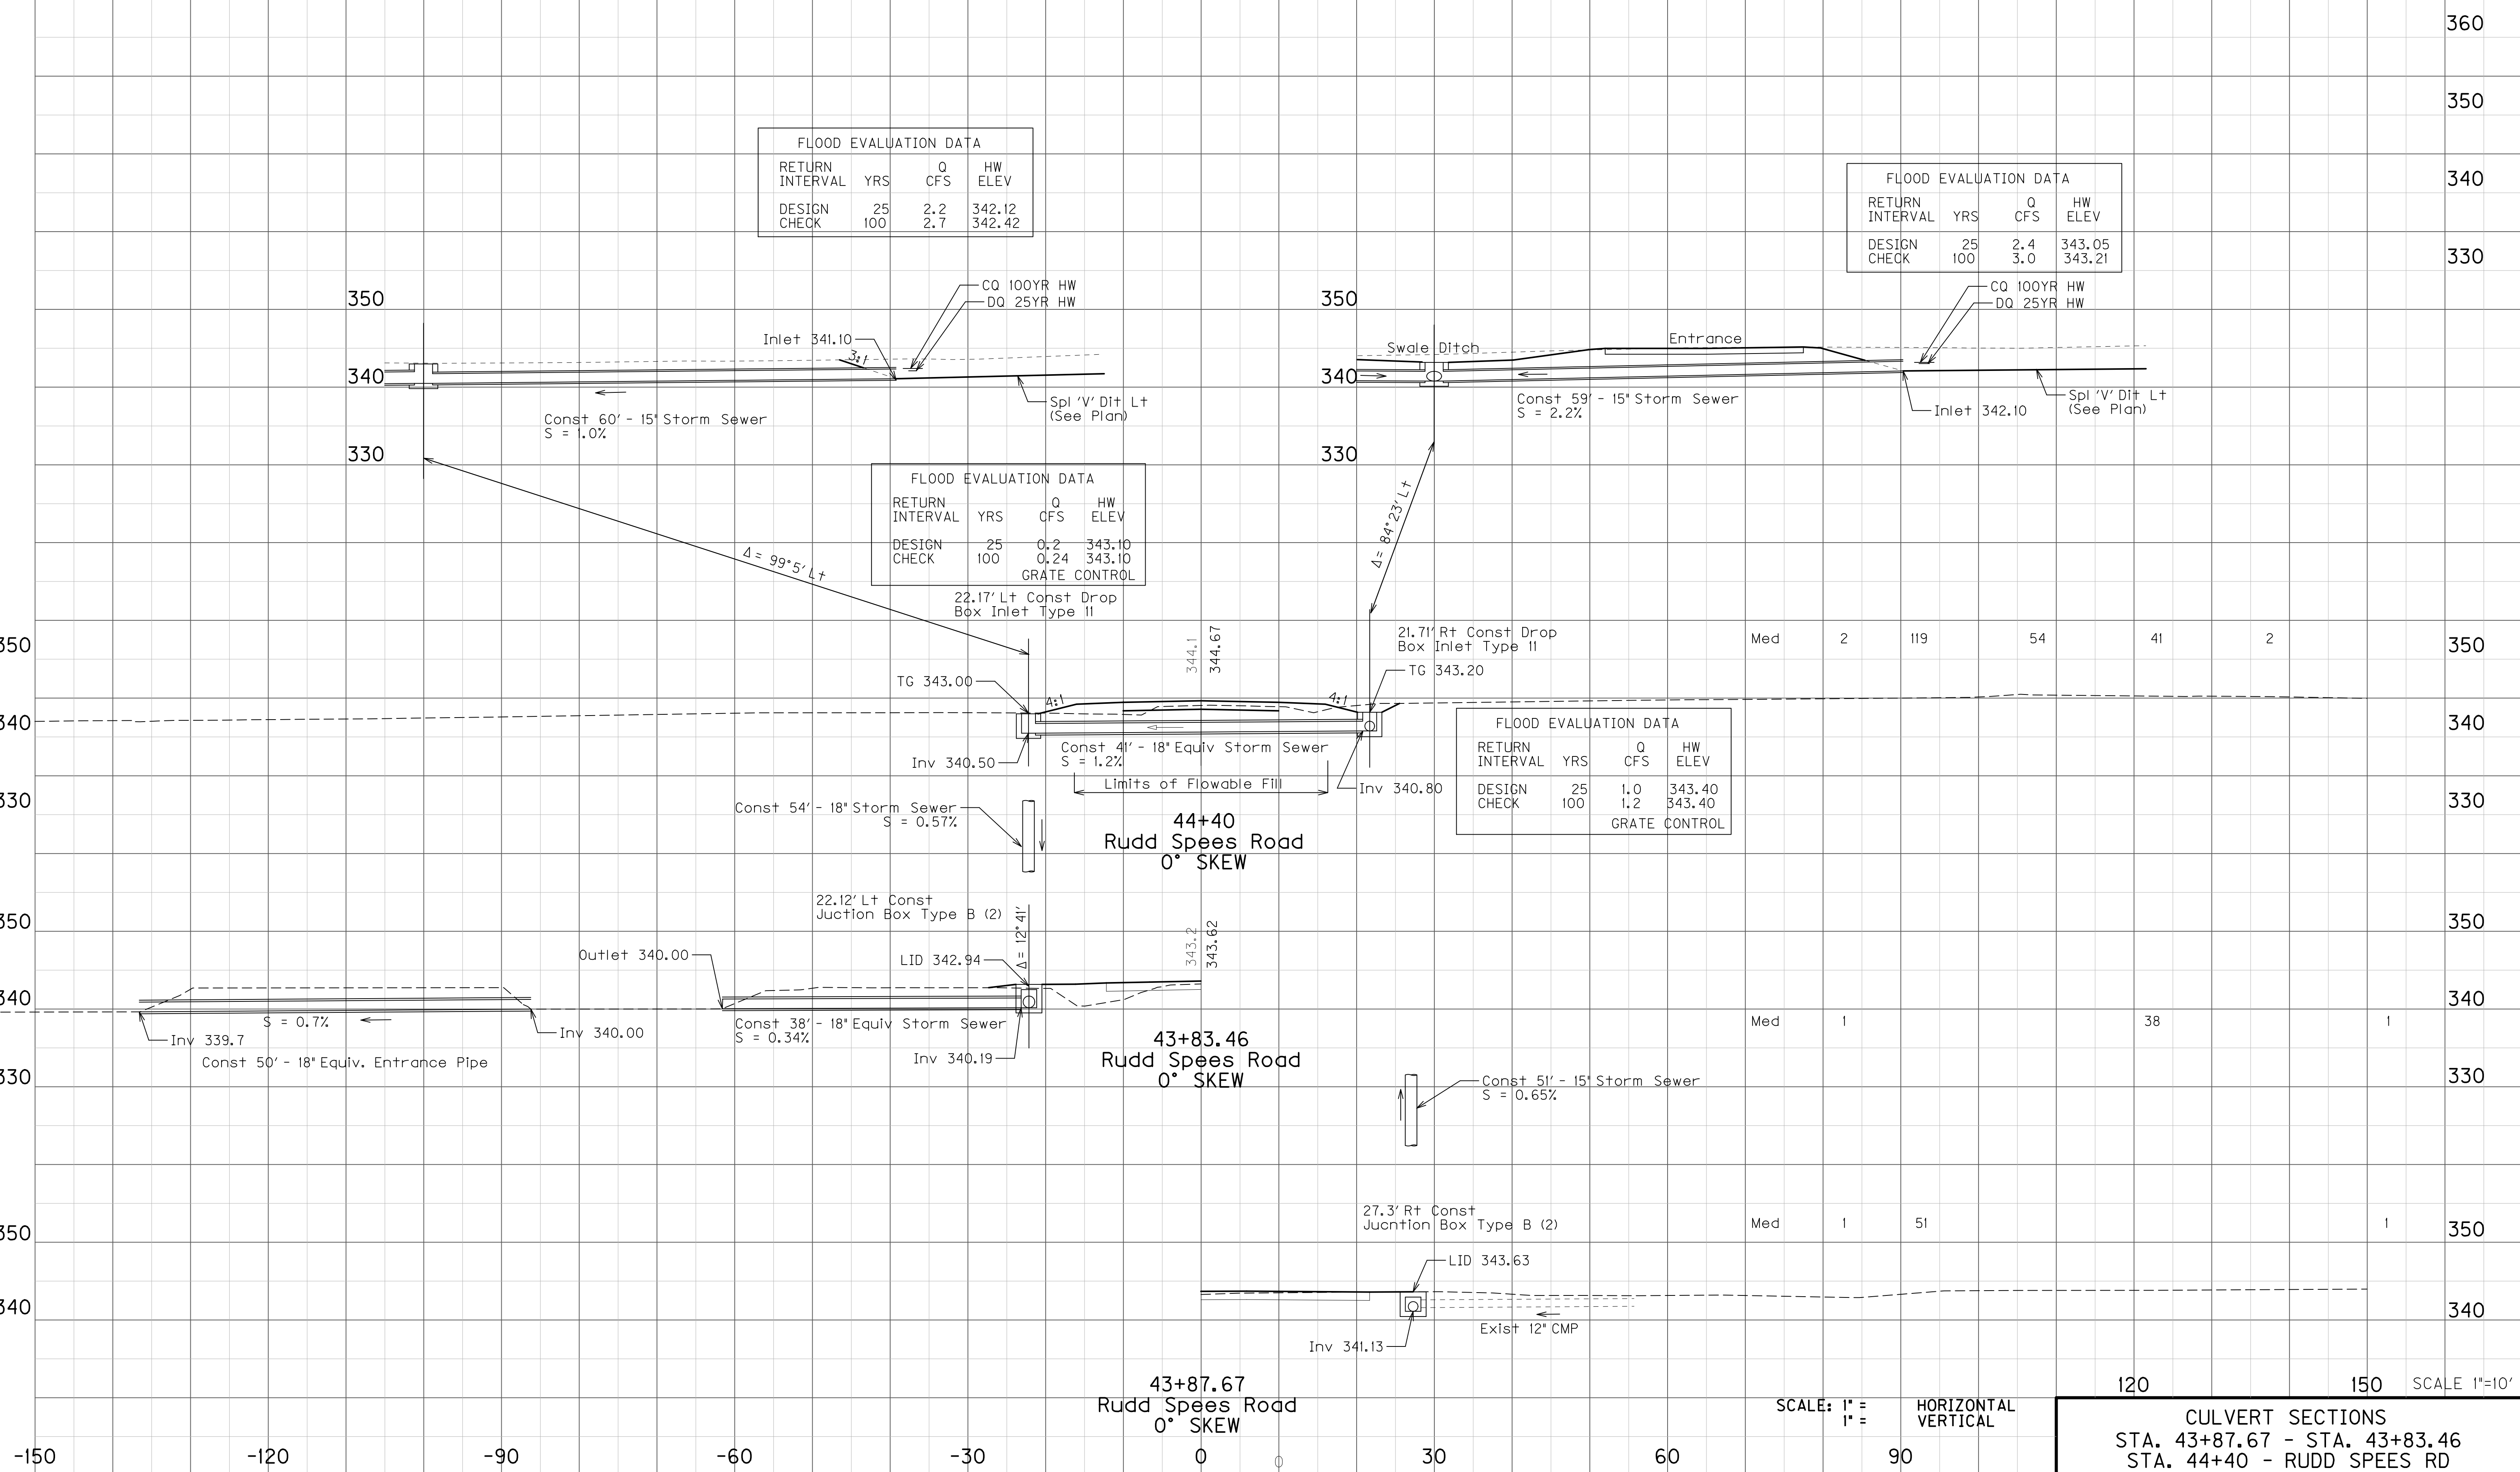 360
350
340
330
FLOOD EVALUATION DATA
RETURN Q HW
INTERVAL YRS CFS ELEV
DESIGN 25 2.2 342.12
CHECK 100 2.7 342.42
FLOOD EVALUATION DATA
RETURN Q HW
INTERVAL YRS CFS ELEV
DESIGN 25 2.4 343.05
CHECK 100 3.0 343.21
350
340
330
CQ 100YR HW
DQ 25YR HW
Inlet 341.10
3:1
Spl 'V' Dit Lt
(See Plan)
Const 60' - 15" Storm Sewer
S = 1.0%
350
340
330
Swale Ditch
Entrance
CQ 100YR HW
DQ 25YR HW
Const 59' - 15" Storm Sewer
S = 2.2%
Inlet 342.10
Spl 'V' Dit Lt
(See Plan)
Δ = 99°5' Lt
Δ = 84°23' Lt
FLOOD EVALUATION DATA
RETURN Q HW
INTERVAL YRS CFS ELEV
DESIGN 25 0.2 343.10
CHECK 100 0.24 343.10
GRATE CONTROL
22.17' Lt Const Drop
Box Inlet Type 11
344.1
344.67
21.71' Rt Const Drop
Box Inlet Type 11
Med 2 119 54 41 2
350
350
TG 343.00
TG 343.20
4:1
4:1
340
340
Const 41' - 18" Equiv Storm Sewer
S = 1.2%
Inv 340.50
Limits of Flowable Fill
Inv 340.80
FLOOD EVALUATION DATA
RETURN Q HW
INTERVAL YRS CFS ELEV
DESIGN 25 1.0 343.40
CHECK 100 1.2 343.40
GRATE CONTROL
330
330
Const 54' - 18" Storm Sewer
S = 0.57%
44+40
Rudd Spees Road
0° SKEW
22.12' Lt Const
Juction Box Type B (2)
Δ = 12° 41'
343.2
343.62
350
350
Outlet 340.00
LID 342.94
340
340
S = 0.7%
Inv 339.7
Inv 340.00
Const 50' - 18" Equiv. Entrance Pipe
Const 38' - 18" Equiv Storm Sewer
S = 0.34%
Inv 340.19
Med 1 38 1
43+83.46
Rudd Spees Road
0° SKEW
330
330
Const 51' - 15" Storm Sewer
S = 0.65%
27.3' Rt Const
Jucntion Box Type B (2)
Med 1 51 1
350
350
LID 343.63
340
340
Exist 12" CMP
Inv 341.13
43+87.67
Rudd Spees Road
0° SKEW
120 150 SCALE 1"=10'
SCALE: 1" = HORIZONTAL
1" = VERTICAL
-150 -120 -90 -60 -30 0 0 30 60 90
CULVERT SECTIONS
STA. 43+87.67 - STA. 43+83.46
STA. 44+40 - RUDD SPEES RD